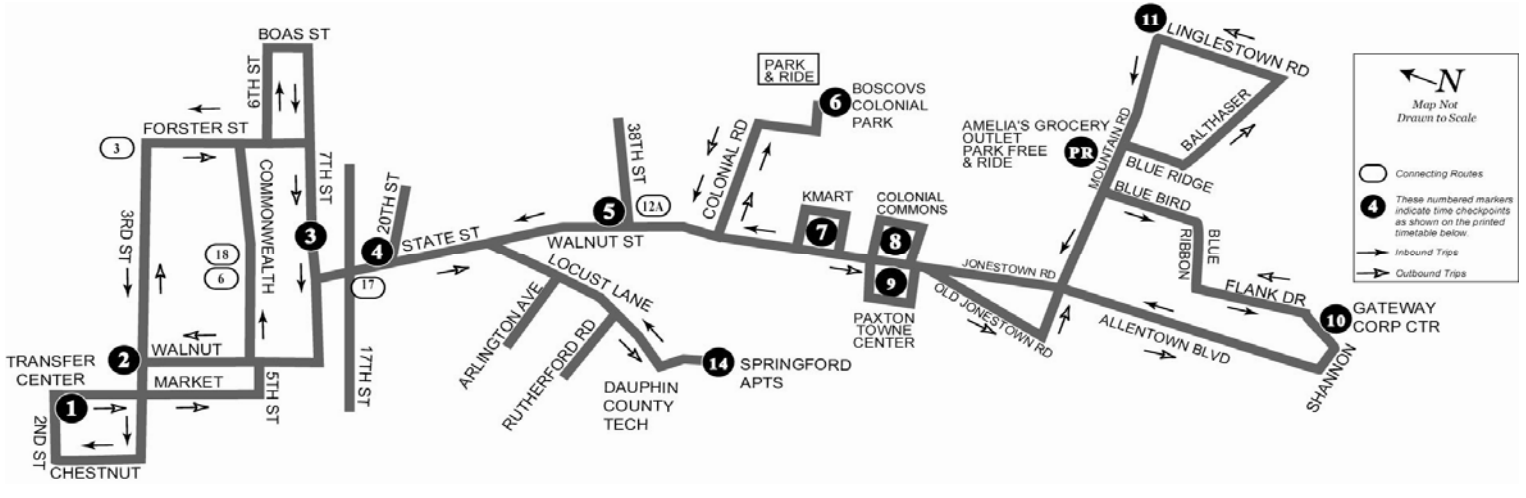 BOAS ST
6TH ST
FORSTER ST
3
7TH ST
COMMONWEALTH
3RD ST
18
6
3
20TH ST
4
STATE ST
17
2
WALNUT
TRANSFER
CENTER
MARKET
1
5TH ST
17TH ST
2ND ST
CHESTNUT
PARK
& RIDE
6
BOSCOVS
COLONIAL
PARK
38TH ST
COLONIAL RD
5
12A
WALNUT ST
LOCUST LANE
ARLINGTON AVE
RUTHERFORD RD
14
SPRINGFORD
APTS
DAUPHIN
COUNTY
TECH
KMART
7
COLONIAL
COMMONS
8
9
PAXTON
TOWNE
CENTER
JONESTOWN RD
OLD JONESTOWN RD
11
LINGLESTOWN RD
AMELIA'S GROCERY
OUTLET
PARK FREE
& RIDE
PR
MOUNTAIN RD
BALTHASER
BLUE RIDGE
BLUE BIRD
BLUE
RIBBON
FLANK DR
10
GATEWAY
CORP CTR
ALLENTOWN BLVD
SHANNON
N
Map Not
Drawn to Scale
Connecting Routes
4
These numbered markers
indicate time checkpoints
as shown on the printed
timetable below.
Inbound Trips
Outbound Trips